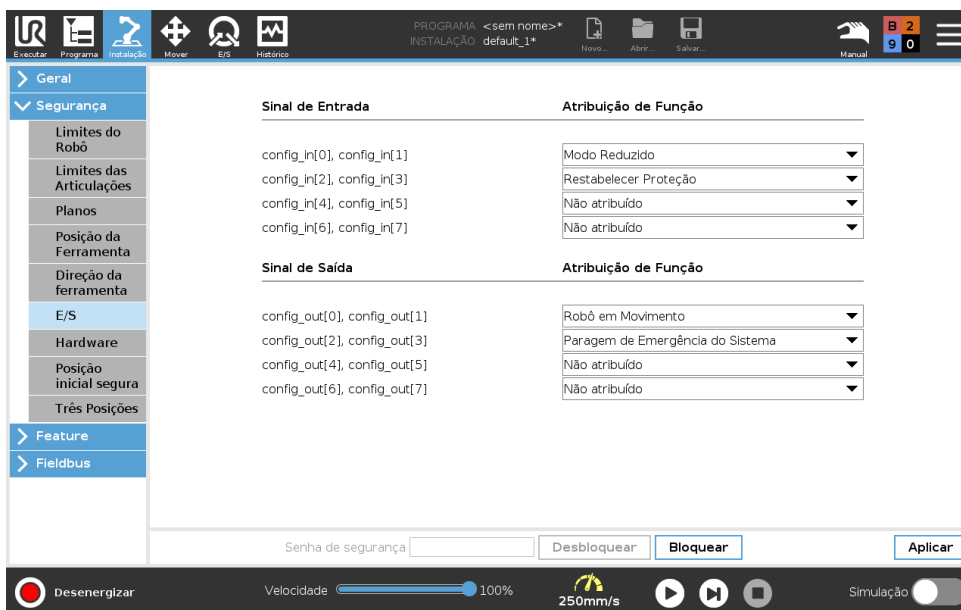 UR
Executar Programa Instalação Mover E/S Histórico
PROGRAMA <sem nome>*
INSTALAÇÃO default_1*
Novo... Abrir... Salvar...
Manual
B 2
9 0
Geral
Segurança
Limites do
Robô
Limites das
Articulações
Planos
Posição da
Ferramenta
Direção da
ferramenta
E/S
Hardware
Posição
inicial segura
Três Posições
Feature
Fieldbus
Sinal de Entrada Atribuição de Função
config_in[0], config_in[1] Modo Reduzido
config_in[2], config_in[3] Restabelecer Proteção
config_in[4], config_in[5] Não atribuído
config_in[6], config_in[7] Não atribuído
Sinal de Saída Atribuição de Função
config_out[0], config_out[1] Robô em Movimento
config_out[2], config_out[3] Paragem de Emergência do Sistema
config_out[4], config_out[5] Não atribuído
config_out[6], config_out[7] Não atribuído
Senha de segurança Desbloquear Bloquear Aplicar
Desenergizar Velocidade 100% 250mm/s Simulação